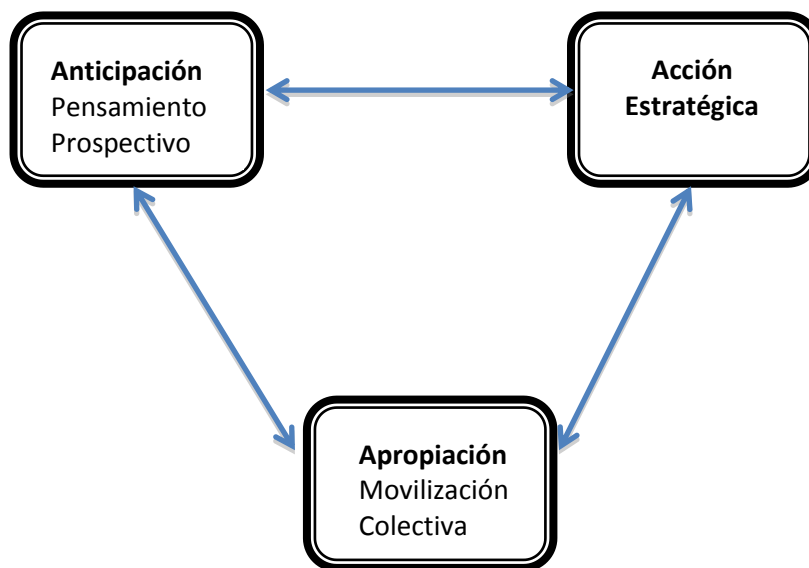 Anticipación
Pensamiento
Prospectivo
Acción
Estratégica
Apropiación
Movilización
Colectiva